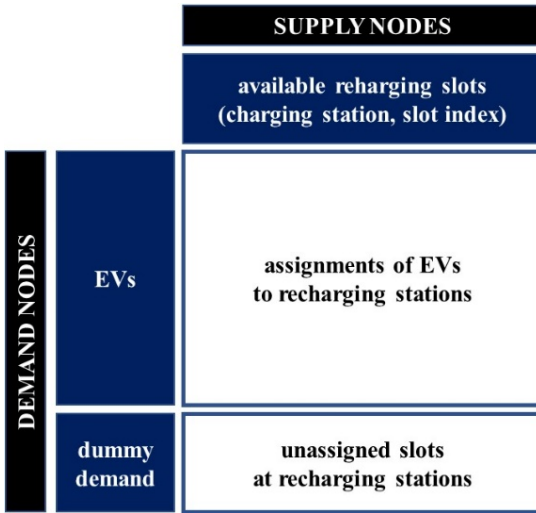 SUPPLY NODES
available reharging slots
(charging station, slot index)
DEMAND NODES
EVs
assignments of EVs
to recharging stations
dummy
demand
unassigned slots
at recharging stations